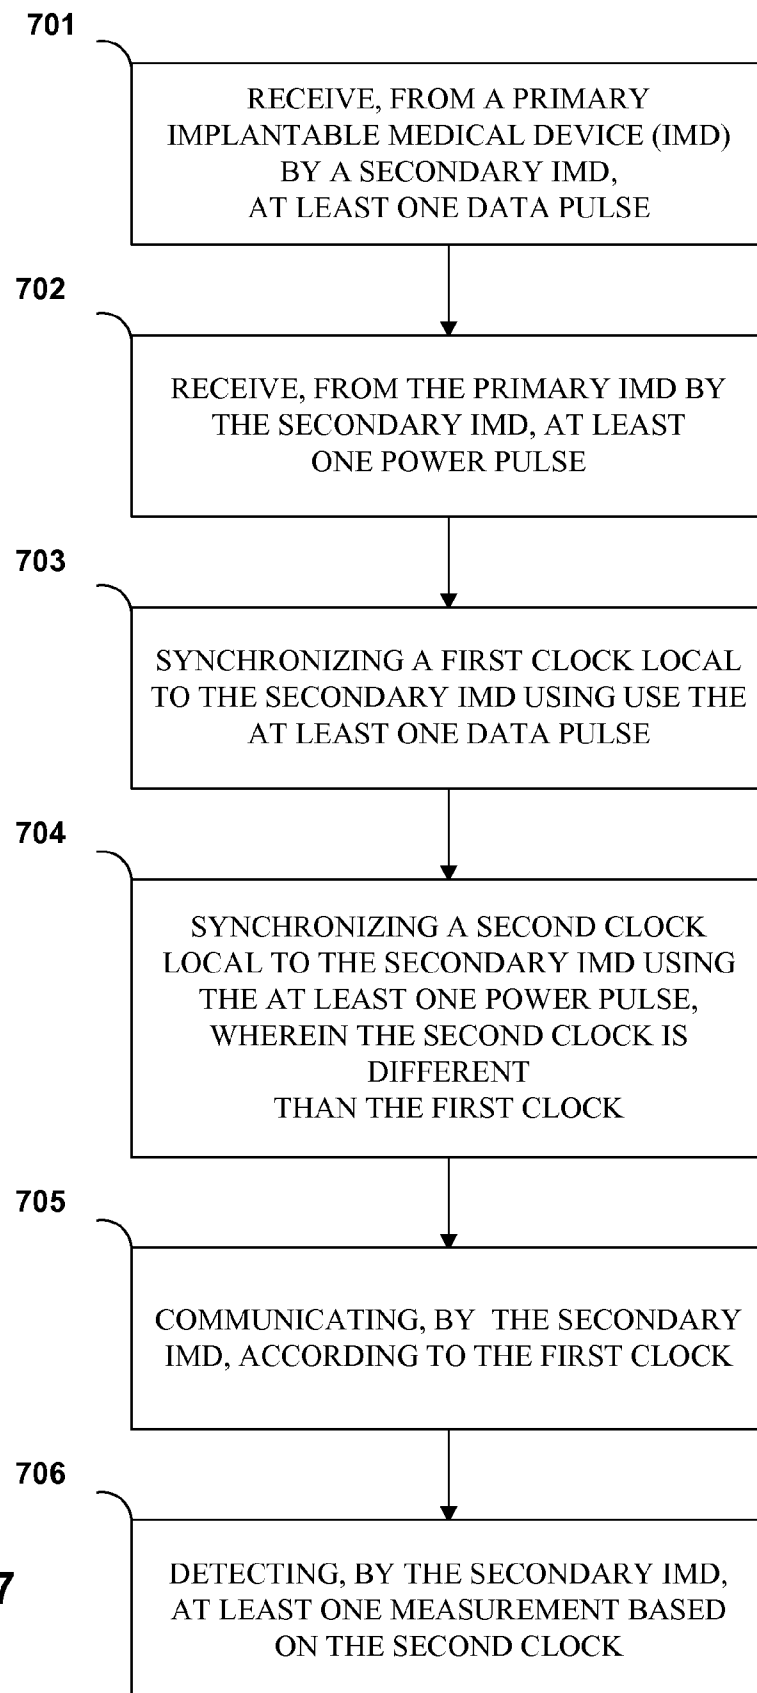 701
RECEIVE, FROM A PRIMARY
IMPLANTABLE MEDICAL DEVICE (IMD)
BY A SECONDARY IMD,
AT LEAST ONE DATA PULSE
702
RECEIVE, FROM THE PRIMARY IMD BY
THE SECONDARY IMD, AT LEAST
ONE POWER PULSE
703
SYNCHRONIZING A FIRST CLOCK LOCAL
TO THE SECONDARY IMD USING USE THE
AT LEAST ONE DATA PULSE
704
SYNCHRONIZING A SECOND CLOCK
LOCAL TO THE SECONDARY IMD USING
THE AT LEAST ONE POWER PULSE,
WHEREIN THE SECOND CLOCK IS
DIFFERENT
THAN THE FIRST CLOCK
705
COMMUNICATING, BY THE SECONDARY
IMD, ACCORDING TO THE FIRST CLOCK
706
DETECTING, BY THE SECONDARY IMD,
AT LEAST ONE MEASUREMENT BASED
ON THE SECOND CLOCK
7